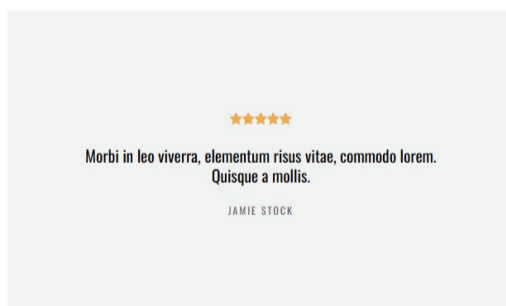 Morbi in leo viverra, elementum risus vitae, commodo lorem.
Quisque a mollis.
JAMIE STOCK